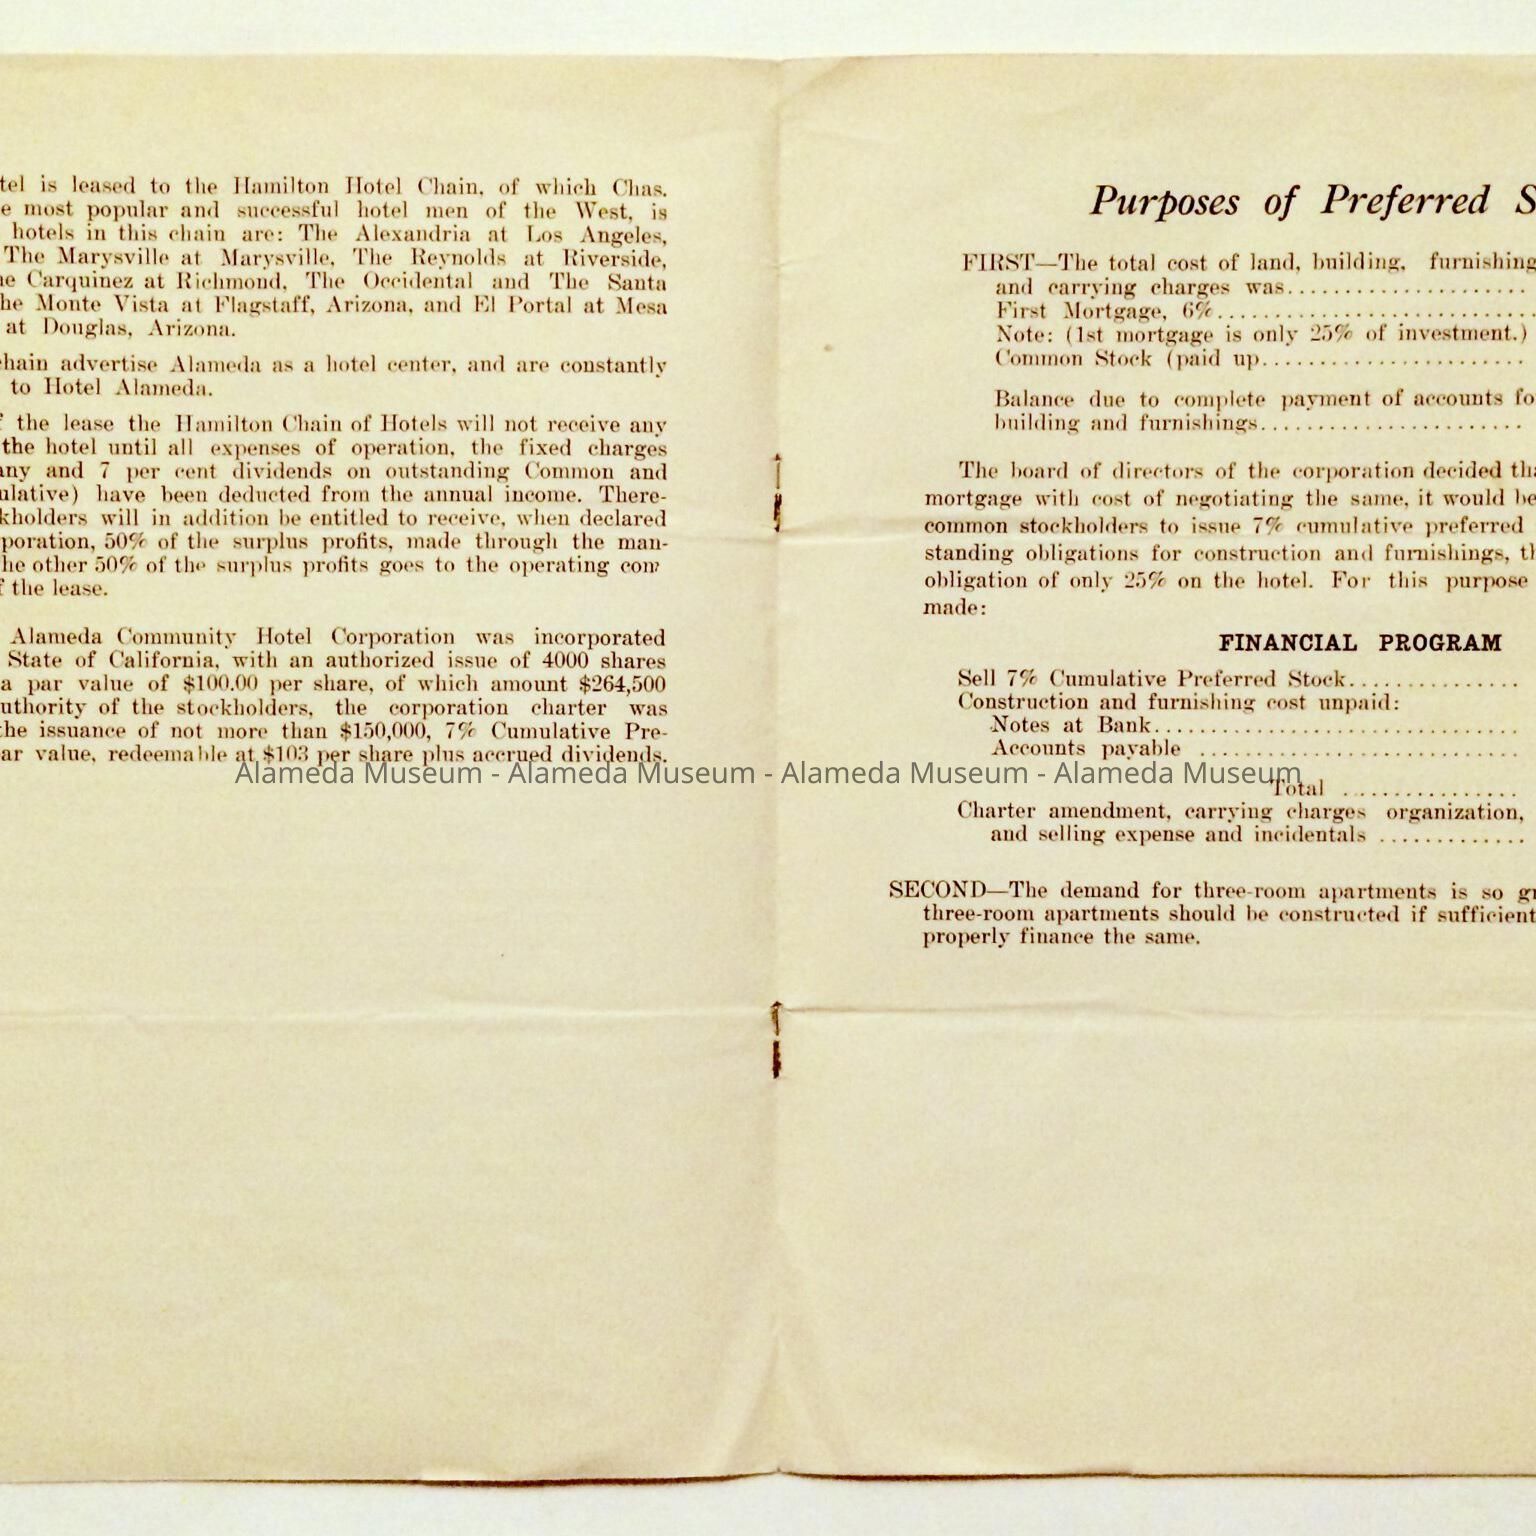 tel is leased to the Hamilton Hotel Chain, of which Chas.
e most popular and successful hotel men of the West, is
hotels in this chain are: The Alexandria at Los Angeles,
The Marysville at Marysville, The Reynolds at Riverside,
e Carquinez at Richmond, The Occidental and The Santa
he Monte Vista at Flagstaff, Arizona, and El Portal at Mesa
at Douglas, Arizona.
hain advertise Alameda as a hotel center, and are constantly
to Hotel Alameda.
f the lease the Hamilton Chain of Hotels will not receive any
the hotel until all expenses of operation, the fixed charges
ny and 7 per cent dividends on outstanding Common and
ulative) have been deducted from the annual income. There-
kholders will in addition be entitled to receive, when declared
poration, 50% of the surplus profits, made through the man-
he other 50% of the surplus profits goes to the operating com
f the lease.
Alameda Community Hotel Corporation was incorporated
State of California, with an authorized issue of 4000 shares
a par value of $100.00 per share, of which amount $264,500
uthority of the stockholders, the corporation charter was
he issuance of not more than $150,000, 7% Cumulative Pre-
ar value, redeemable at $103 per share plus accrued dividends.
Alameda Museum - Alameda Museum - Alameda Museum - Alameda Museum
Purposes of Preferred S
FIRST—The total cost of land, building, furnishing
and carrying charges was.....................
First Mortgage, 6%............................
Note: (1st mortgage is only 25% of investment.)
Common Stock (paid up.......................
Balance due to complete payment of accounts fo
building and furnishings.......................
The board of directors of the corporation decided tha
mortgage with cost of negotiating the same, it would be
common stockholders to issue 7% cumulative preferred
standing obligations for construction and furnishings, th
obligation of only 25% on the hotel. For this purpose
made:
FINANCIAL PROGRAM
Sell 7% Cumulative Preferred Stock...............
Construction and furnishing cost unpaid:
Notes at Bank................................
Accounts payable ............................
Total ...............
Charter amendment, carrying charges organization,
and selling expense and incidentals .............
SECOND—The demand for three-room apartments is so gr
three-room apartments should be constructed if sufficient
properly finance the same.